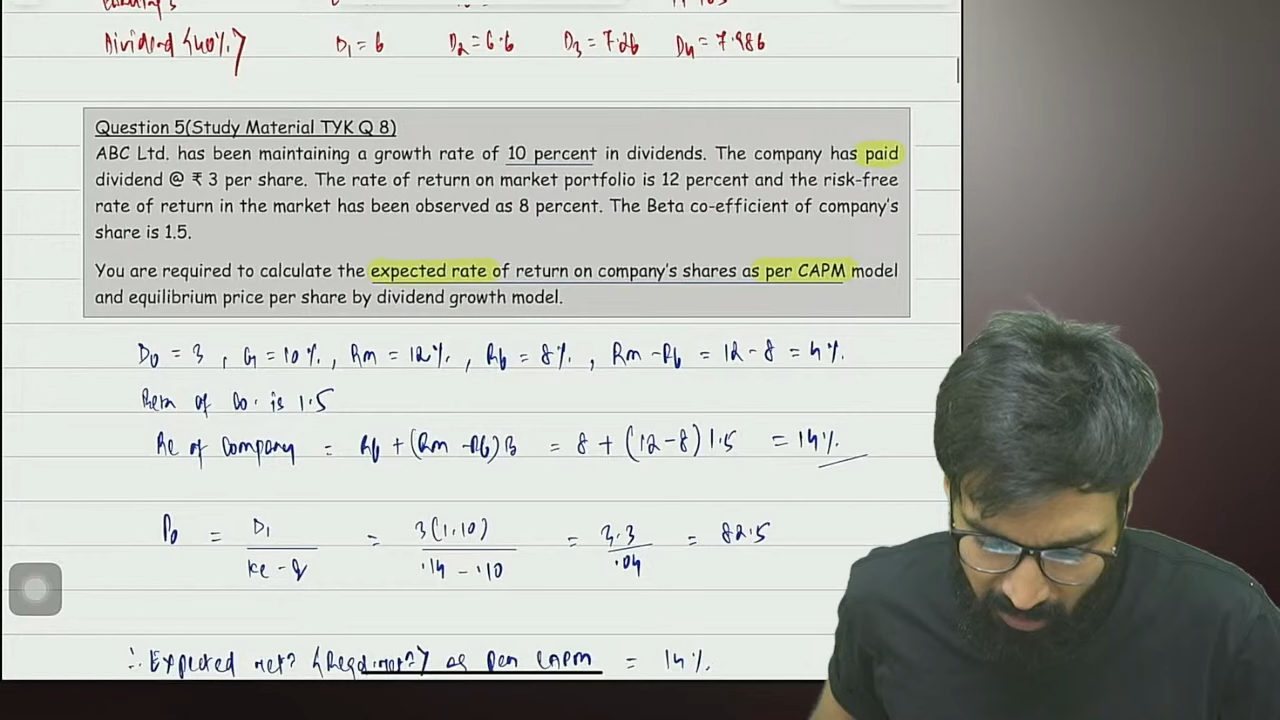 Dividend {40%}   D1 = 6   D2 = 6.6   D3 = 7.26   D4 = 7.986
Question 5(Study Material TYK Q 8)
ABC Ltd. has been maintaining a growth rate of 10 percent in dividends. The company has paid
dividend @ ₹ 3 per share. The rate of return on market portfolio is 12 percent and the risk-free
rate of return in the market has been observed as 8 percent. The Beta co-efficient of company's
share is 1.5.
You are required to calculate the expected rate of return on company's shares as per CAPM model
and equilibrium price per share by dividend growth model.
D0 = 3 , G = 10%, Rm = 12%, Rf = 8%, Rm - Rf = 12 - 8 = 4%.
Beta of Co. is 1.5
Ke of Company = Rf + (Rm - Rf) B = 8 + (12 - 8) 1.5 = 14%.
P0 = D1 / ke - g = 3(1.10) / .14 - .10 = 3.3 / .04 = 82.5
∴ Expected ret? {Reqd. ret?} as per CAPM = 14%.